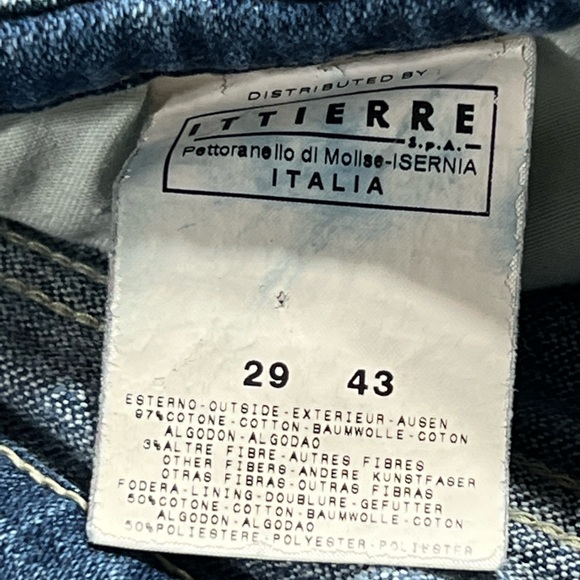 DISTRIBUTED BY
ITTIERRE
S.p.A.
Pettoranello di Molise-ISERNIA
ITALIA
29 43
ESTERNO-OUTSIDE-EXTERIEUR-AUSEN
97%COTONE-COTTON-BAUMWOLLE-COTON
ALGODON-ALGODAO
3%ALTRE FIBRE-AUTRES FIBRES
OTHER FIBERS-ANDERE KUNSTFASER
OTRAS FIBRAS-OUTRAS FIBRAS
FODERA-LINING-DOUBLURE-GEFUTTER
50%COTONE-COTTON-BAUMWOLLE-COTON
ALGODON-ALGODAO
50%POLIESTERE-POLYESTER-POLIESTER